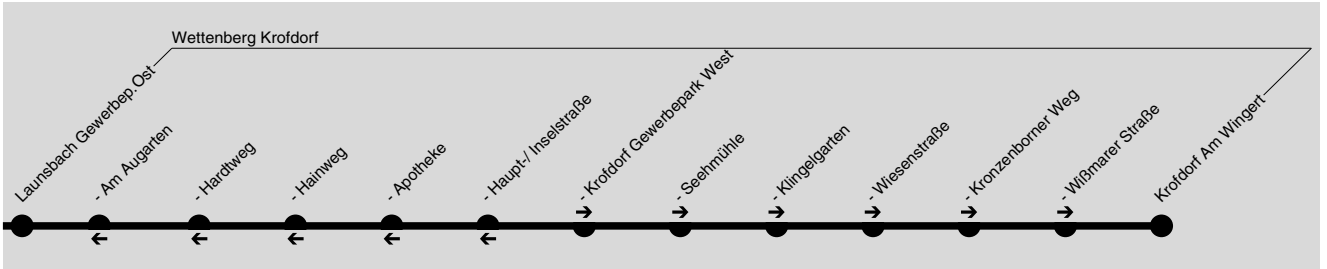 Wettenberg Krofdorf
Launsbach Gewerbep.Ost
- Am Augarten
- Hardtweg
- Hainweg
- Apotheke
- Haupt-/ Inselstraße
- Krofdorf Gewerbepark West
- Seehmühle
- Klingelgarten
- Wiesenstraße
- Kronzenborner Weg
- Wißmarer Straße
Krofdorf Am Wingert